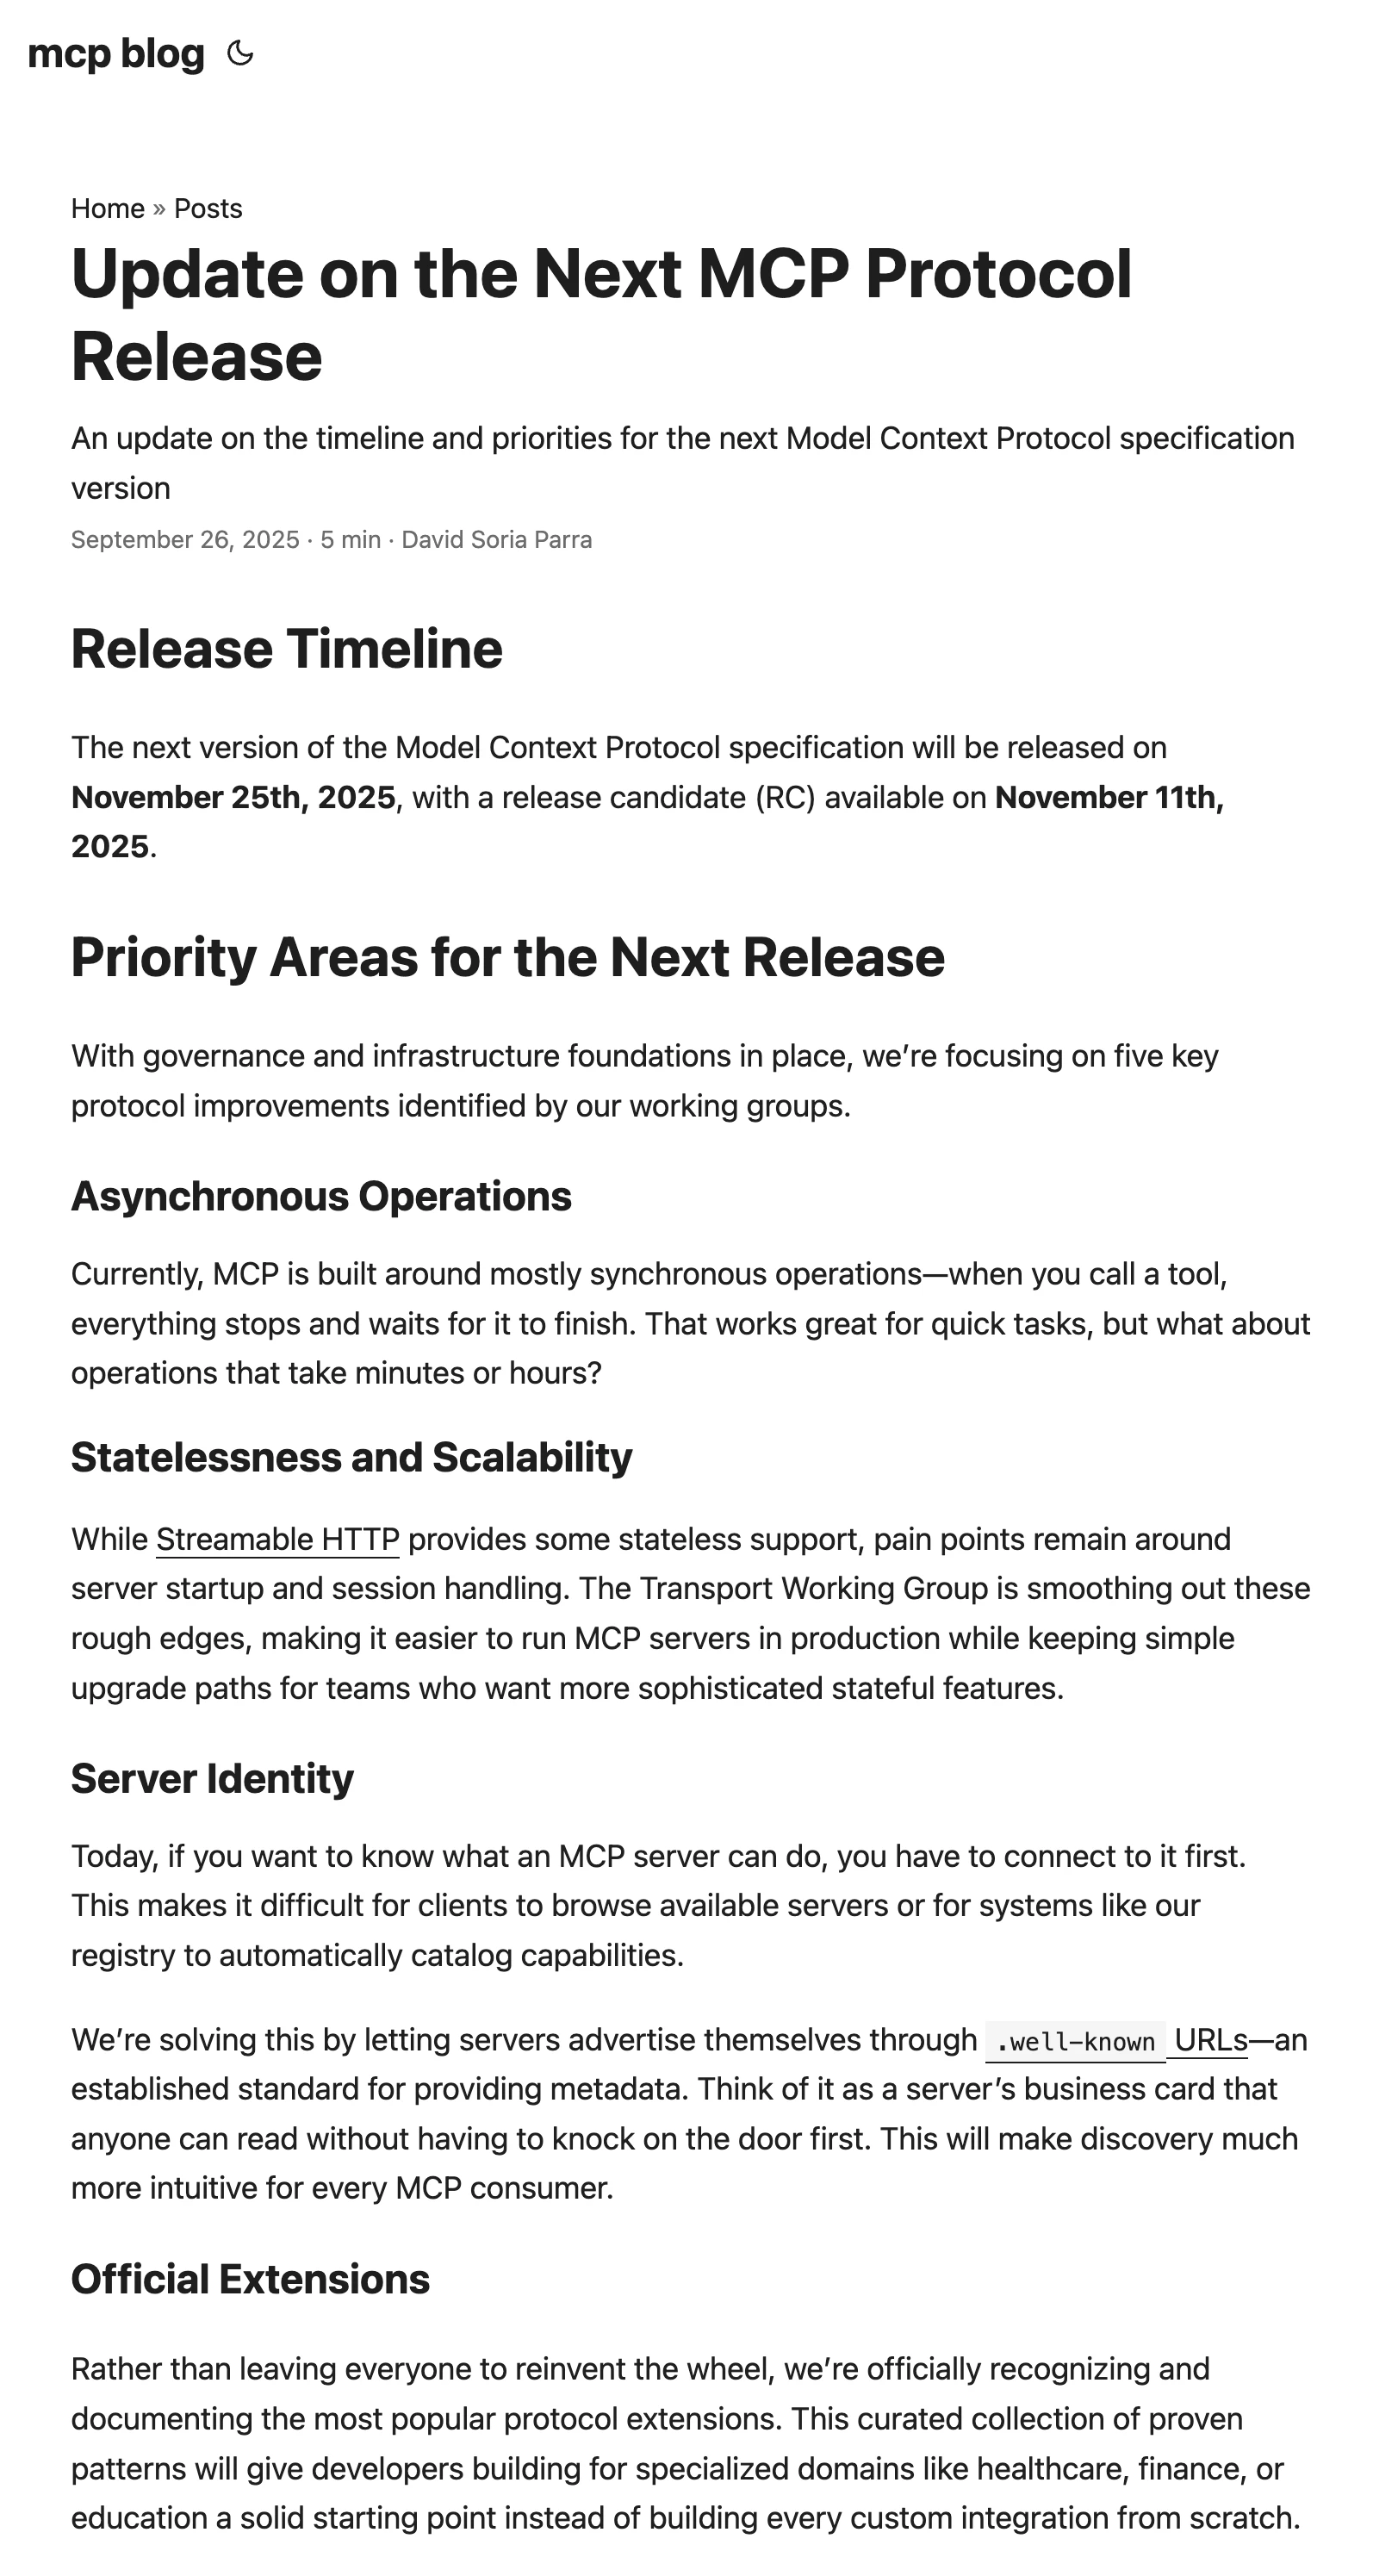 mcp blog
Home » Posts
Update on the Next MCP Protocol
Release
An update on the timeline and priorities for the next Model Context Protocol specification
version
September 26, 2025 · 5 min · David Soria Parra
Release Timeline
The next version of the Model Context Protocol specification will be released on
November 25th, 2025, with a release candidate (RC) available on November 11th,
2025.
Priority Areas for the Next Release
With governance and infrastructure foundations in place, we’re focusing on five key
protocol improvements identified by our working groups.
Asynchronous Operations
Currently, MCP is built around mostly synchronous operations—when you call a tool,
everything stops and waits for it to finish. That works great for quick tasks, but what about
operations that take minutes or hours?
Statelessness and Scalability
While Streamable HTTP provides some stateless support, pain points remain around
server startup and session handling. The Transport Working Group is smoothing out these
rough edges, making it easier to run MCP servers in production while keeping simple
upgrade paths for teams who want more sophisticated stateful features.
Server Identity
Today, if you want to know what an MCP server can do, you have to connect to it first.
This makes it difficult for clients to browse available servers or for systems like our
registry to automatically catalog capabilities.
We’re solving this by letting servers advertise themselves through .well-known URLs—an
established standard for providing metadata. Think of it as a server’s business card that
anyone can read without having to knock on the door first. This will make discovery much
more intuitive for every MCP consumer.
Official Extensions
Rather than leaving everyone to reinvent the wheel, we’re officially recognizing and
documenting the most popular protocol extensions. This curated collection of proven
patterns will give developers building for specialized domains like healthcare, finance, or
education a solid starting point instead of building every custom integration from scratch.